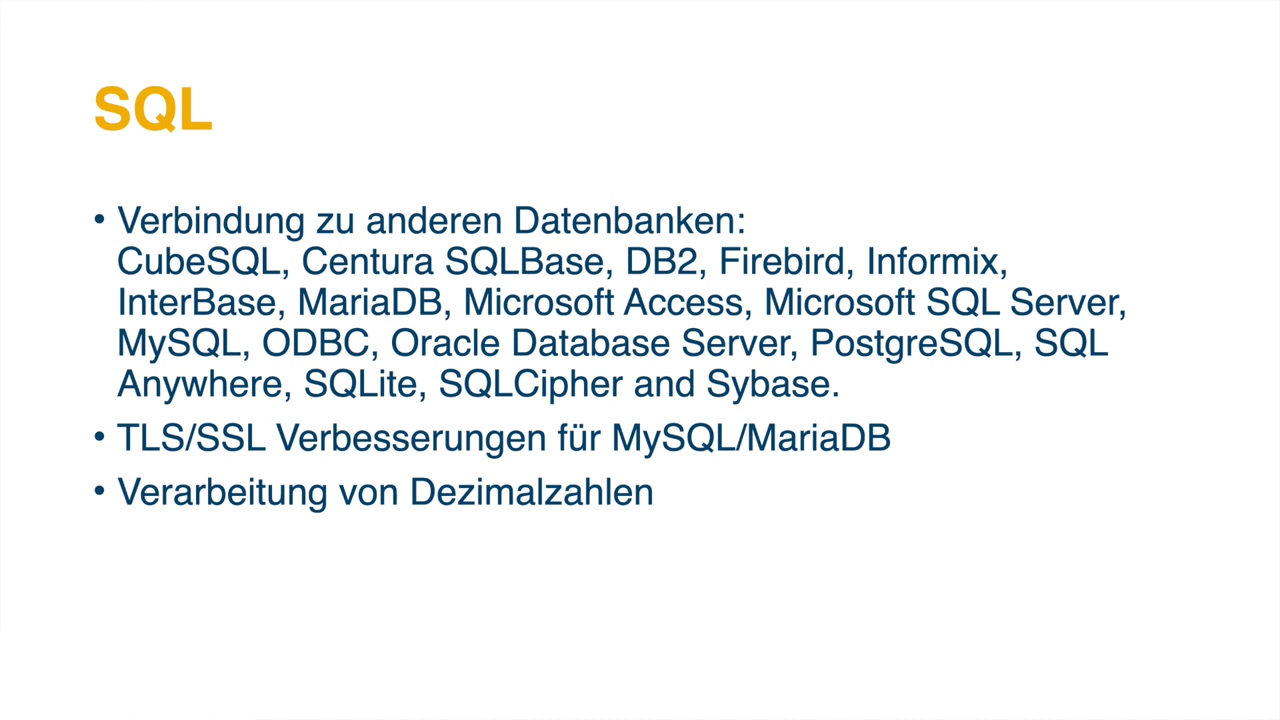 SQL
• Verbindung zu anderen Datenbanken:
CubeSQL, Centura SQLBase, DB2, Firebird, Informix,
InterBase, MariaDB, Microsoft Access, Microsoft SQL Server,
MySQL, ODBC, Oracle Database Server, PostgreSQL, SQL
Anywhere, SQLite, SQLCipher and Sybase.
• TLS/SSL Verbesserungen für MySQL/MariaDB
• Verarbeitung von Dezimalzahlen